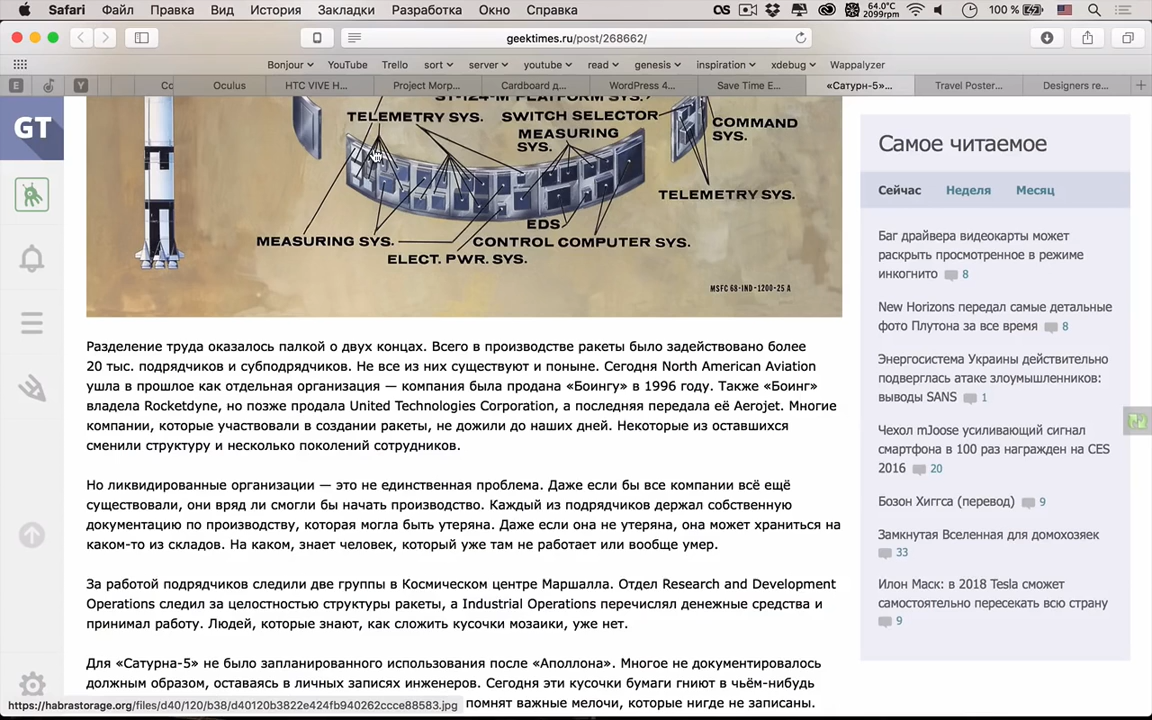 Safari Файл Правка Вид История Закладки Разработка Окно Справка 64.0°C 2099rpm 100 %
geektimes.ru/post/268662/
Bonjour YouTube Trello sort server youtube read genesis inspiration xdebug Wappalyzer
E Y Cc Oculus HTC VIVE H... Project Morp... Cardboard д... WordPress 4... Save Time E... «Сатурн-5»... Travel Poster... Designers re...
GT
ST-124-M PLATFORM SYS.
TELEMETRY SYS. SWITCH SELECTOR
MEASURING SYS.
COMMAND SYS.
TELEMETRY SYS.
EDS
MEASURING SYS. CONTROL COMPUTER SYS.
ELECT. PWR. SYS.
MSFC 68-IND-1200-25 A
Разделение труда оказалось палкой о двух концах. Всего в производстве ракеты было задействовано более
20 тыс. подрядчиков и субподрядчиков. Не все из них существуют и поныне. Сегодня North American Aviation
ушла в прошлое как отдельная организация — компания была продана «Боингу» в 1996 году. Также «Боинг»
владела Rocketdyne, но позже продала United Technologies Corporation, а последняя передала её Aerojet. Многие
компании, которые участвовали в создании ракеты, не дожили до наших дней. Некоторые из оставшихся
сменили структуру и несколько поколений сотрудников.
Но ликвидированные организации — это не единственная проблема. Даже если бы все компании всё ещё
существовали, они вряд ли смогли бы начать производство. Каждый из подрядчиков держал собственную
документацию по производству, которая могла быть утеряна. Даже если она не утеряна, она может храниться на
каком-то из складов. На каком, знает человек, который уже там не работает или вообще умер.
За работой подрядчиков следили две группы в Космическом центре Маршалла. Отдел Research and Development
Operations следил за целостностью структуры ракеты, а Industrial Operations перечислял денежные средства и
принимал работу. Людей, которые знают, как сложить кусочки мозаики, уже нет.
Для «Сатурна-5» не было запланированного использования после «Аполлона». Многое не документировалось
должным образом, оставаясь в личных записях инженеров. Сегодня эти кусочки бумаги гниют в чьём-нибудь
помнят важные мелочи, которые нигде не записаны.
https://habrastorage.org/files/d40/120/b38/d40120b3822e424fb940262ccce88583.jpg
Самое читаемое
Сейчас Неделя Месяц
Баг драйвера видеокарты может
раскрыть просмотренное в режиме
инкогнито 8
New Horizons передал самые детальные
фото Плутона за все время 8
Энергосистема Украины действительно
подверглась атаке злоумышленников:
выводы SANS 1
Чехол mJoose усиливающий сигнал
смартфона в 100 раз награжден на CES
2016 20
Бозон Хиггса (перевод) 9
Замкнутая Вселенная для домохозяек
33
Илон Маск: в 2018 Tesla сможет
самостоятельно пересекать всю страну
9